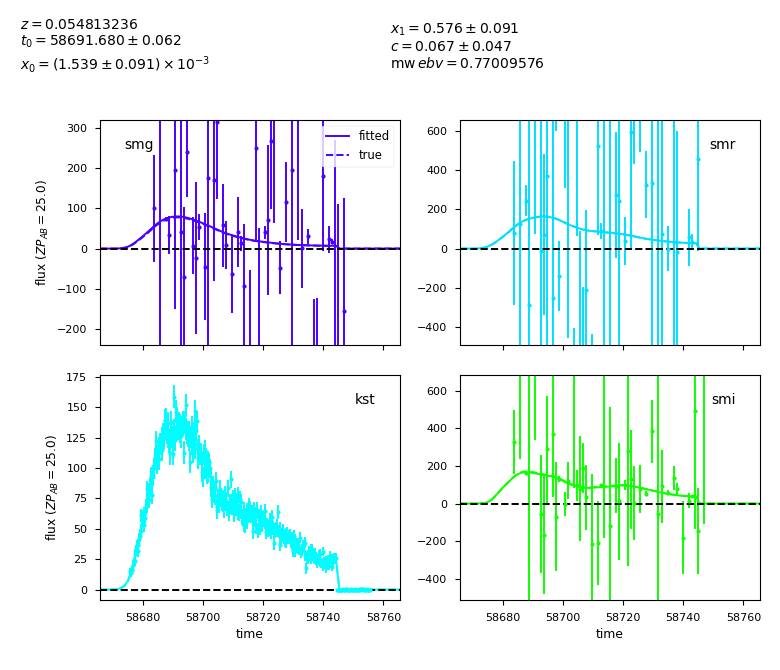 z = 0.054813236
t₀ = 58691.680 ± 0.062
x₀ = (1.539 ± 0.091) × 10⁻³
x₁ = 0.576 ± 0.091
c = 0.067 ± 0.047
mw ebv = 0.77009576
smg
fitted
true
300
200
100
0
−100
−200
flux (ZP_AB = 25.0)
smr
600
400
200
0
−200
−400
kst
175
150
125
100
75
50
25
0
flux (ZP_AB = 25.0)
58680 58700 58720 58740 58760
time
smi
600
400
200
0
−200
−400
58680 58700 58720 58740 58760
time